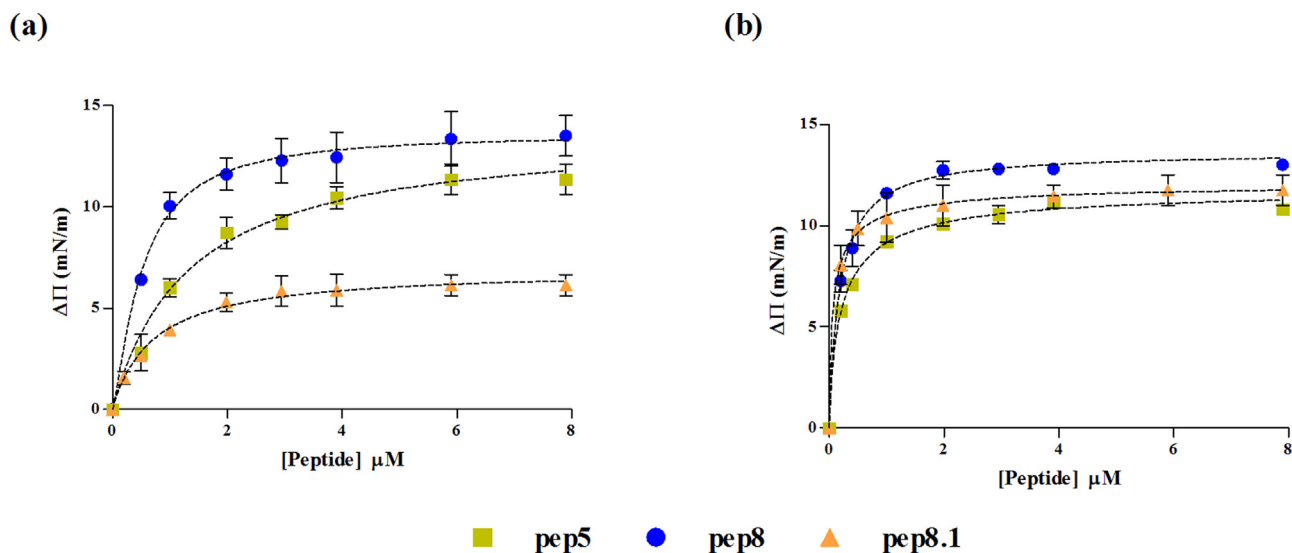 (a)
(b)
15
10
5
0
ΔΠ (mN/m)
0 2 4 6 8
[Peptide] μM
15
10
5
0
ΔΠ (mN/m)
0 2 4 6 8
[Peptide] μM
pep5 pep8 pep8.1